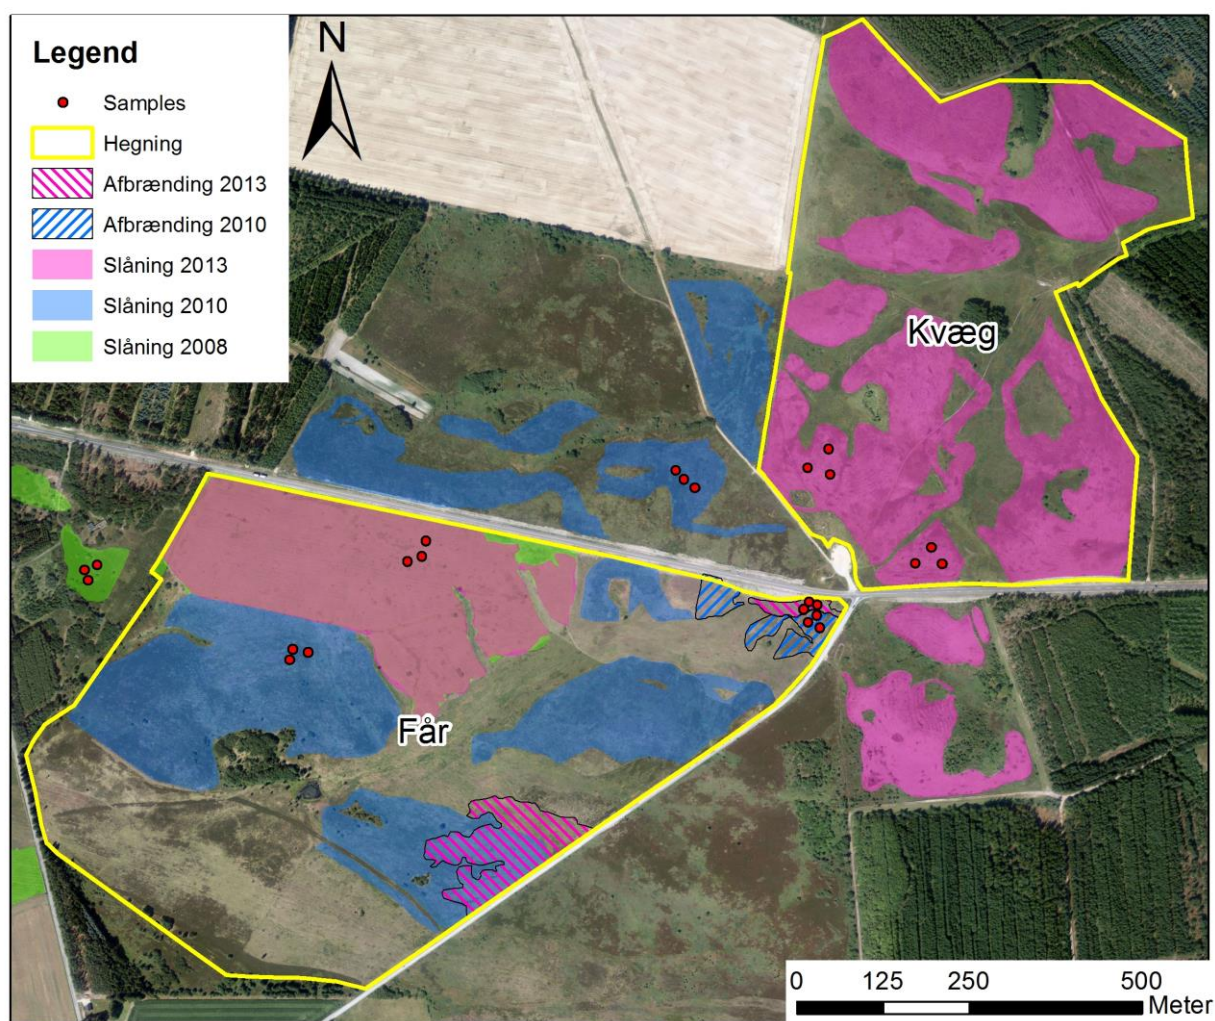 Legend
Samples
Hegning
Afbrænding 2013
Afbrænding 2010
Slåning 2013
Slåning 2010
Slåning 2008
N
Kvæg
Får
0 125 250 500
Meter